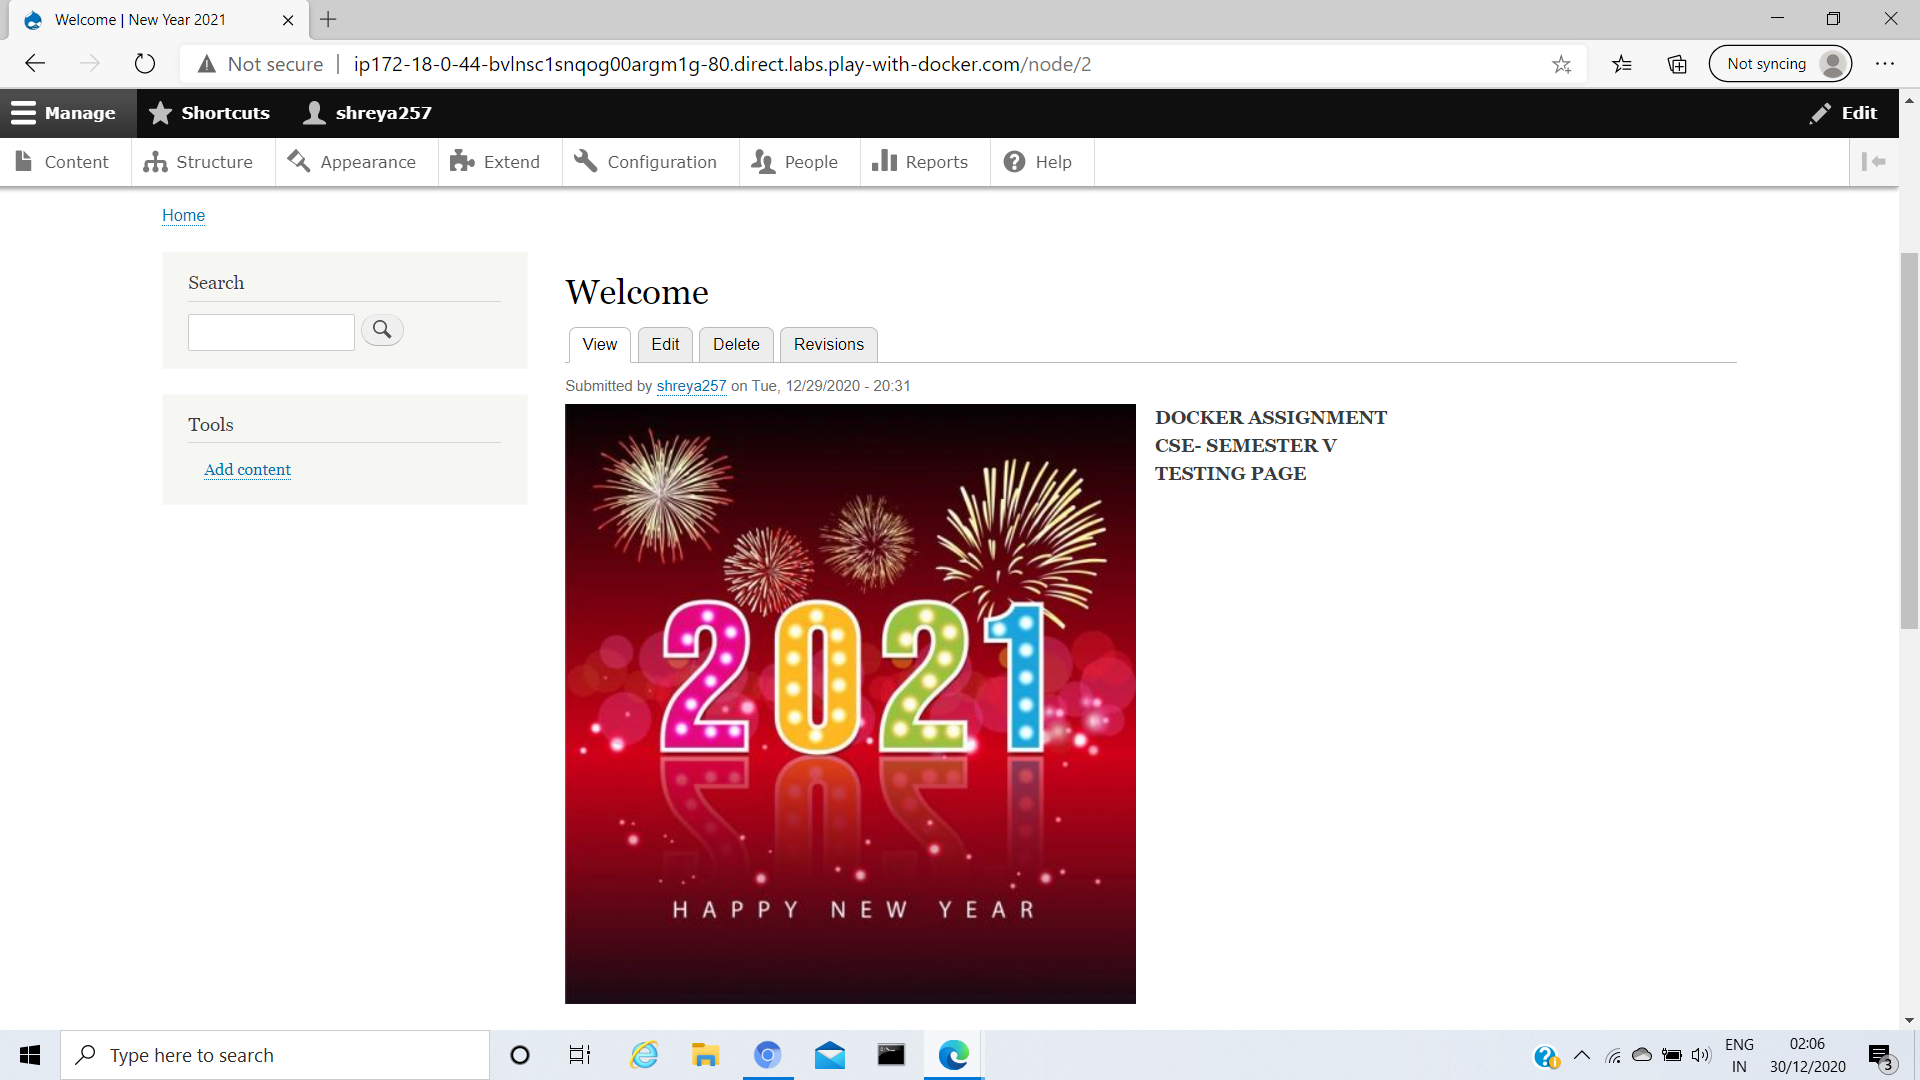 Welcome | New Year 2021
Not secure | ip172-18-0-44-bvlnsc1snqog00argm1g-80.direct.labs.play-with-docker.com/node/2
Not syncing
Manage
Shortcuts
shreya257
Edit
Content
Structure
Appearance
Extend
Configuration
People
Reports
Help
Home
Search
Tools
Add content
Welcome
View
Edit
Delete
Revisions
Submitted by shreya257 on Tue, 12/29/2020 - 20:31
2021
HAPPY NEW YEAR
DOCKER ASSIGNMENT
CSE- SEMESTER V
TESTING PAGE
Type here to search
ENG
IN
02:06
30/12/2020
3